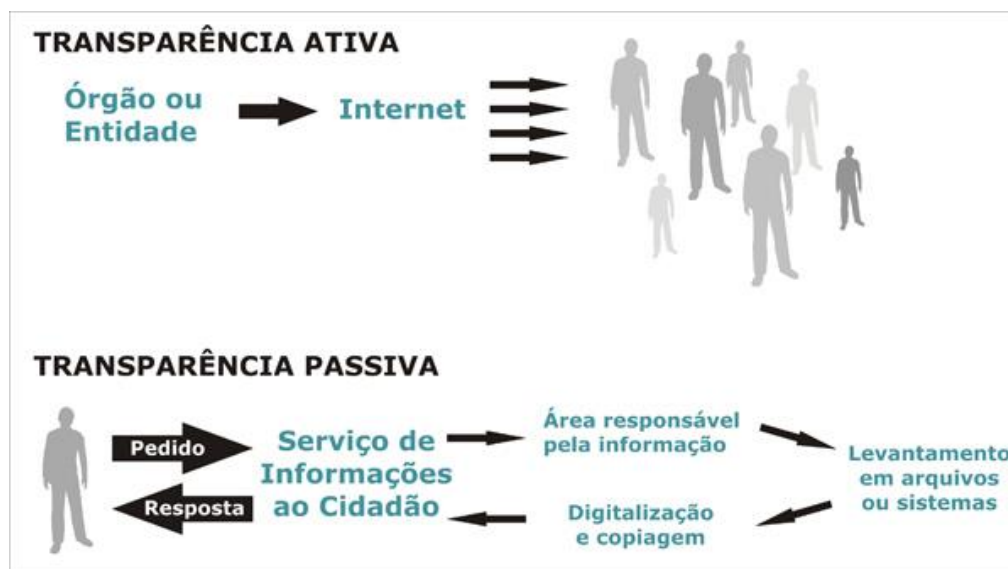 TRANSPARÊNCIA ATIVA
Órgão ou
Entidade
Internet
TRANSPARÊNCIA PASSIVA
Pedido
Resposta
Serviço de
Informações
ao Cidadão
Área responsável
pela informação
Levantamento
em arquivos
ou sistemas
Digitalização
e copiagem